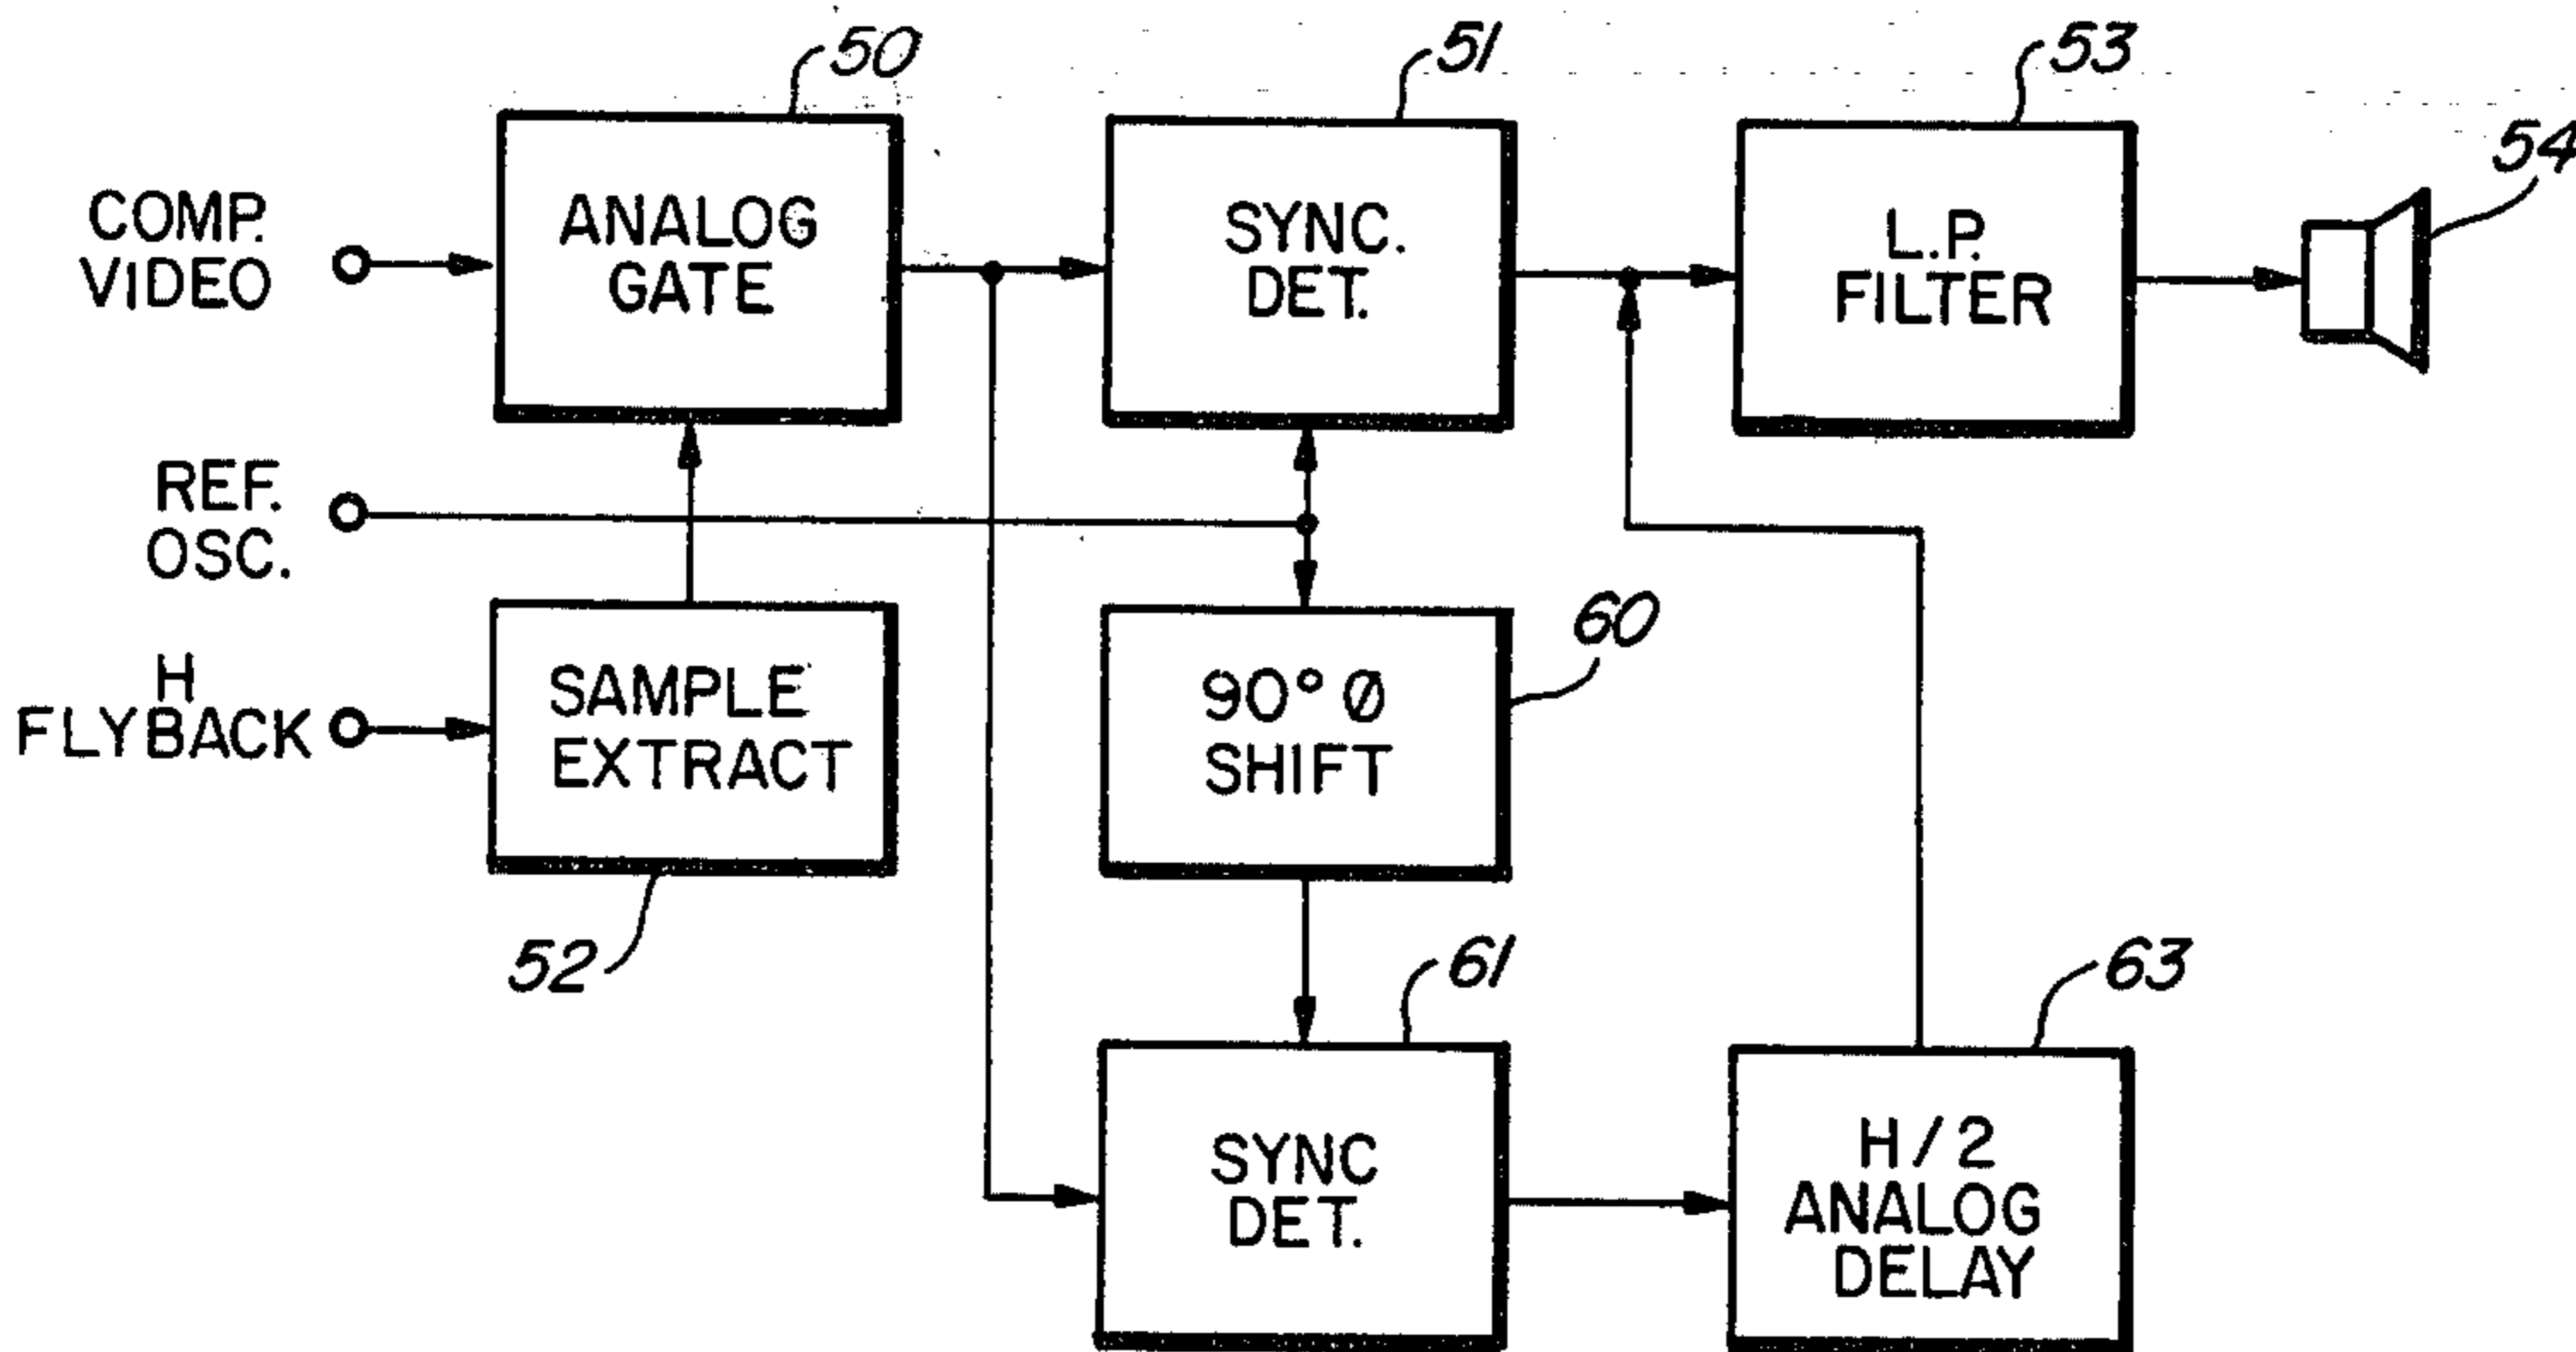 50
51
53
54
COMP.
VIDEO
ANALOG
GATE
SYNC.
DET.
L.P.
FILTER
REF.
OSC.
H
FLYBACK
SAMPLE
EXTRACT
90° Ø
SHIFT
60
52
61
63
SYNC
DET.
H/2
ANALOG
DELAY